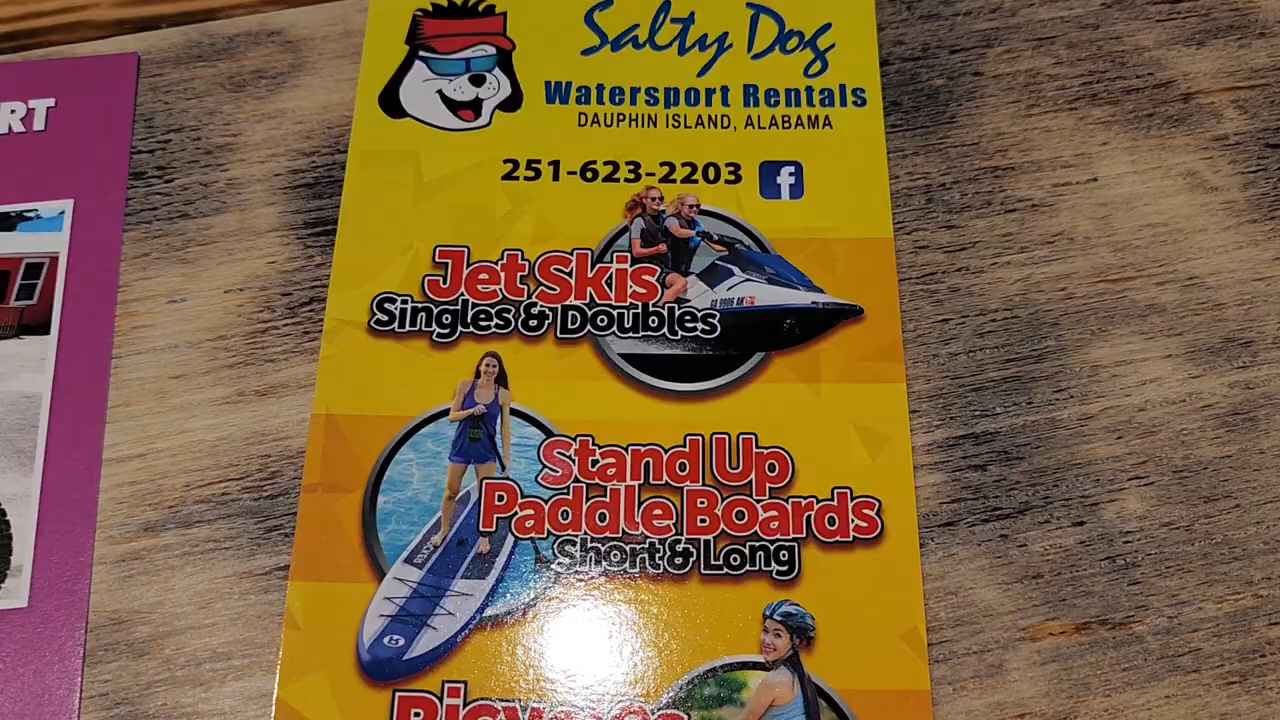 RT
Salty Dog
Watersport Rentals
DAUPHIN ISLAND, ALABAMA
251-623-2203 f
Jet Skis
Singles & Doubles
Stand Up
Paddle Boards
Short & Long
Bicycles